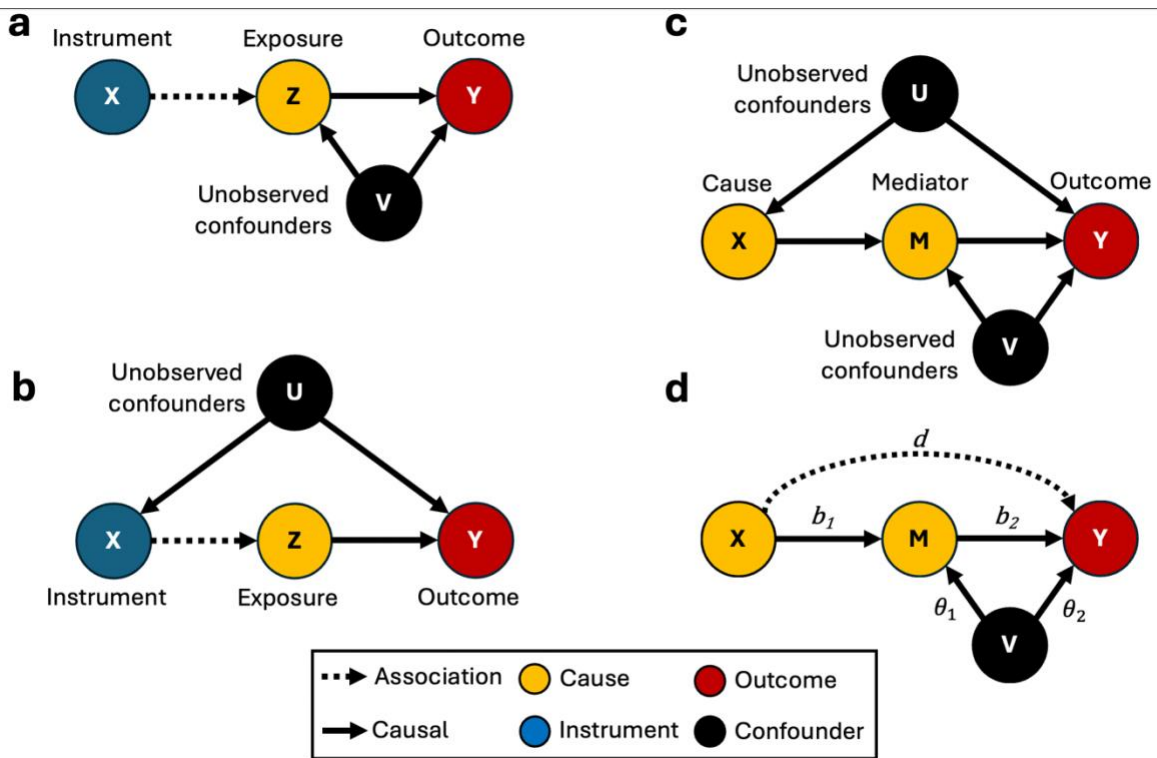 a
Instrument
Exposure
Outcome
X
Z
Y
Unobserved
confounders
V
b
Unobserved
confounders
U
X
Z
Y
Instrument
Exposure
Outcome
c
Unobserved
confounders
U
Cause
Mediator
Outcome
X
M
Y
Unobserved
confounders
V
d
d
X
b₁
M
b₂
Y
θ₁
θ₂
V
Association
Cause
Outcome
Causal
Instrument
Confounder